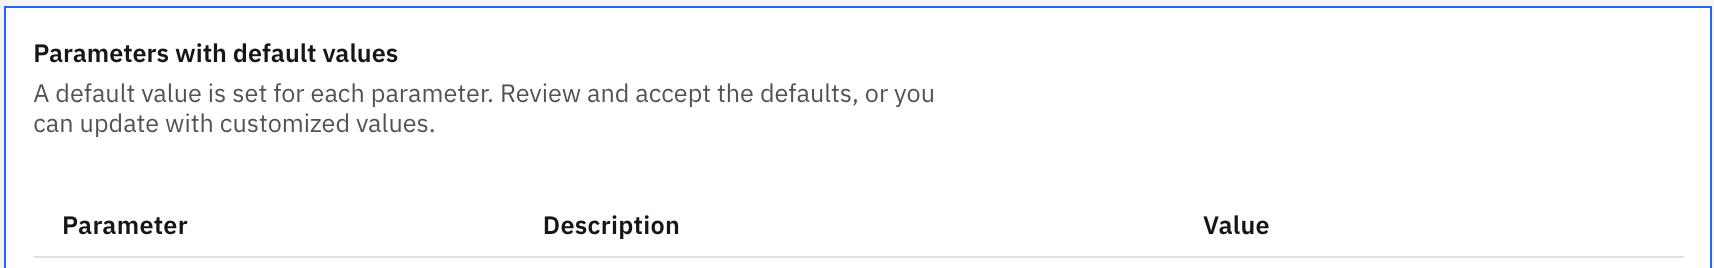 Parameters with default values
A default value is set for each parameter. Review and accept the defaults, or you
can update with customized values.
Parameter Description Value